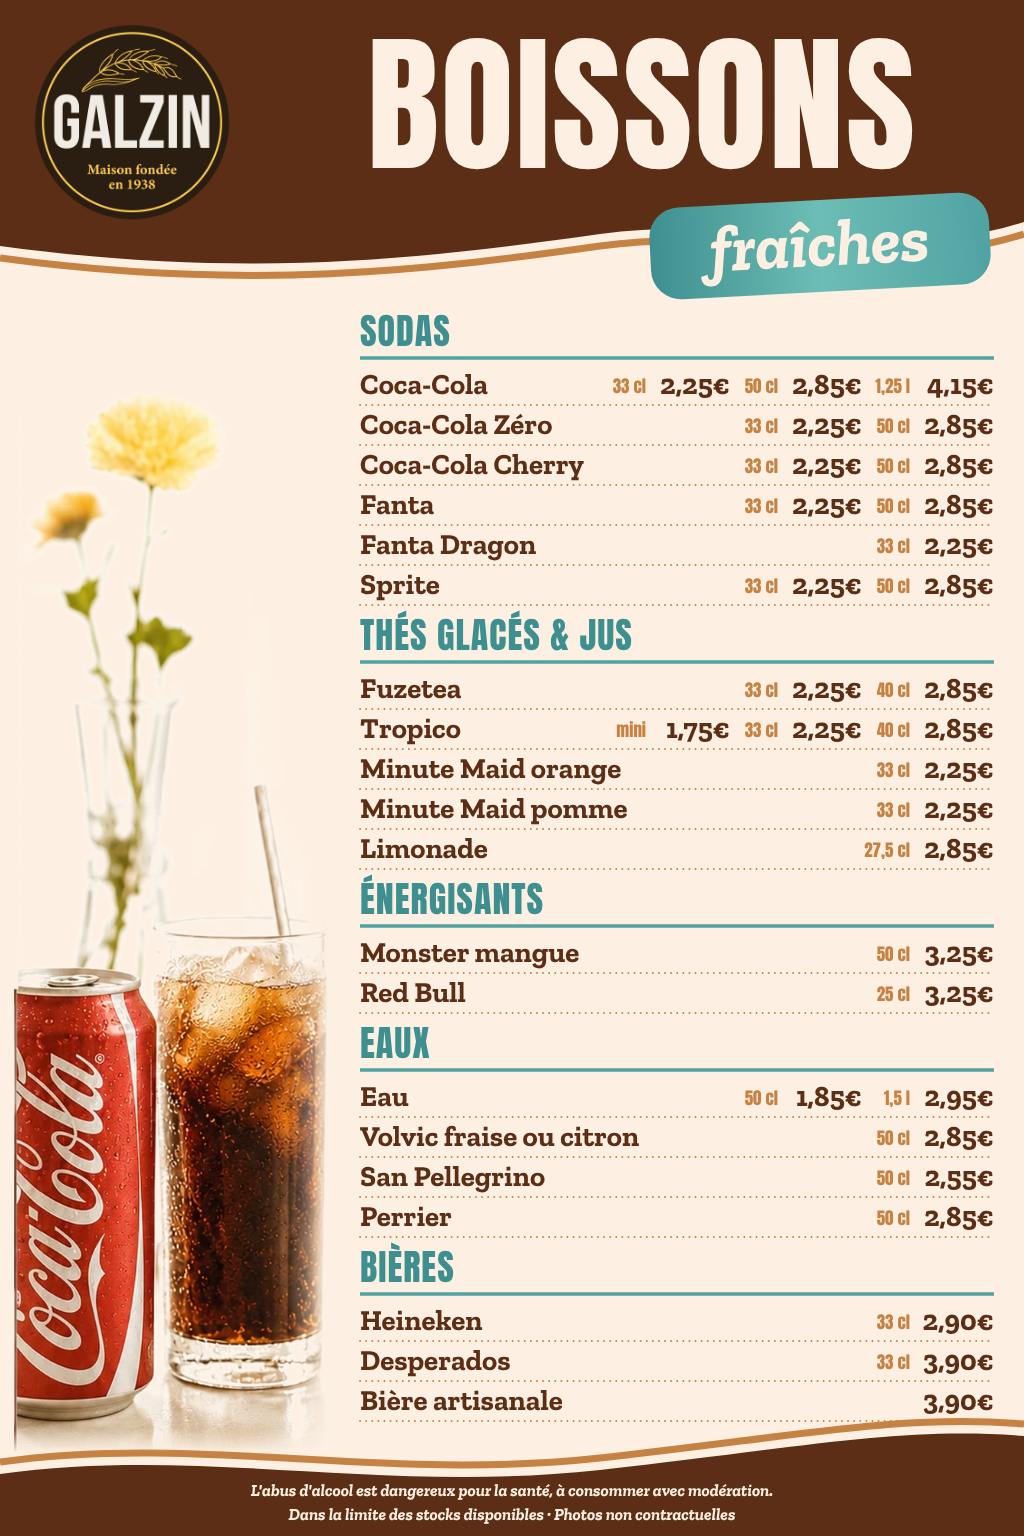 GALZIN
Maison fondée
en 1938
BOISSONS
fraîches
SODAS
Coca-Cola 33 cl 2,25€ 50 cl 2,85€ 1,25 l 4,15€
Coca-Cola Zéro 33 cl 2,25€ 50 cl 2,85€
Coca-Cola Cherry 33 cl 2,25€ 50 cl 2,85€
Fanta 33 cl 2,25€ 50 cl 2,85€
Fanta Dragon 33 cl 2,25€
Sprite 33 cl 2,25€ 50 cl 2,85€
THÉS GLACÉS & JUS
Fuzetea 33 cl 2,25€ 40 cl 2,85€
Tropico mini 1,75€ 33 cl 2,25€ 40 cl 2,85€
Minute Maid orange 33 cl 2,25€
Minute Maid pomme 33 cl 2,25€
Limonade 27,5 cl 2,85€
ÉNERGISANTS
Monster mangue 50 cl 3,25€
Red Bull 25 cl 3,25€
EAUX
Eau 50 cl 1,85€ 1,5 l 2,95€
Volvic fraise ou citron 50 cl 2,85€
San Pellegrino 50 cl 2,55€
Perrier 50 cl 2,85€
BIÈRES
Heineken 33 cl 2,90€
Desperados 33 cl 3,90€
Bière artisanale 3,90€
Coca-Cola
L'abus d'alcool est dangereux pour la santé, à consommer avec modération.
Dans la limite des stocks disponibles · Photos non contractuelles